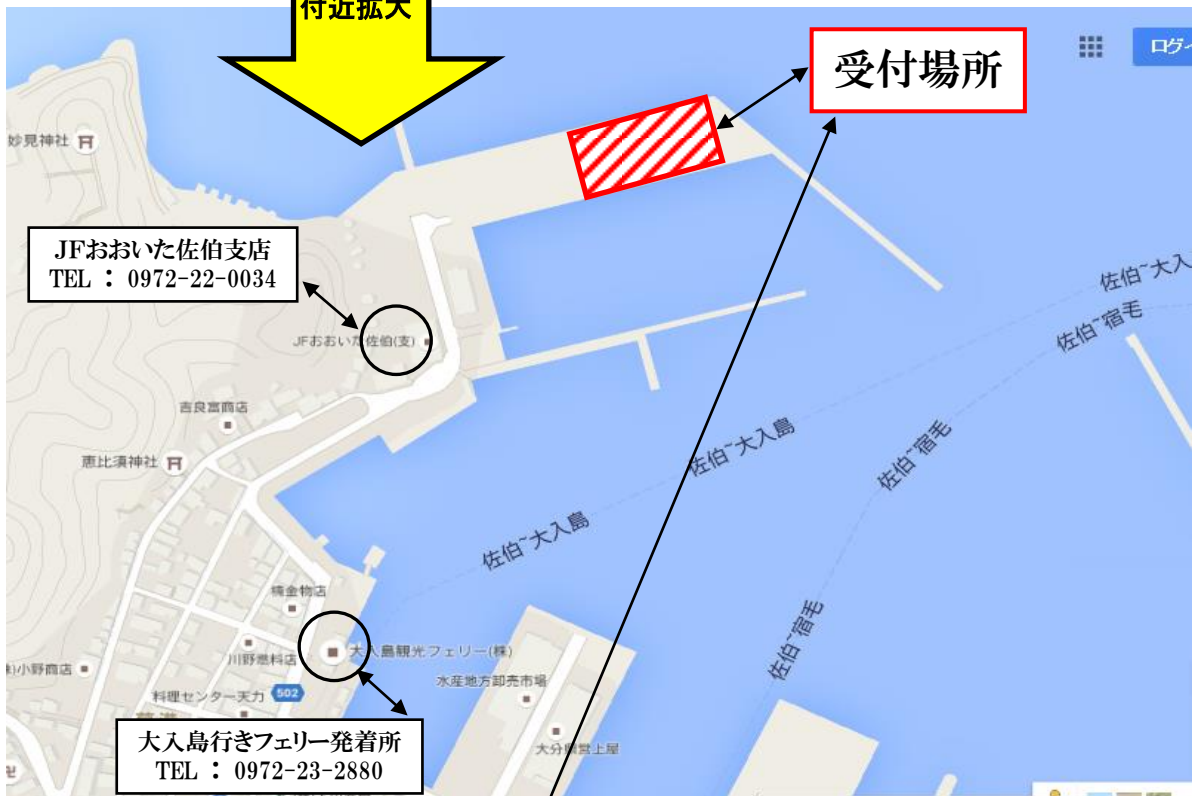 付近拡大
受付場所
ログイ
妙見神社
JFおおいた佐伯支店
TEL : 0972-22-0034
佐伯~大入
佐伯~宿毛
JFおおいた佐伯(支)
吉良富商店
佐伯~大入島
佐伯~宿毛
恵比須神社
佐伯~大入島
楠金物店
佐伯~宿毛
大入島観光フェリー(株)
川野燃料店
小野商店
水産地方卸売市場
料理センター天力
502
大入島行きフェリー発着所
TEL : 0972-23-2880
大分県営上屋